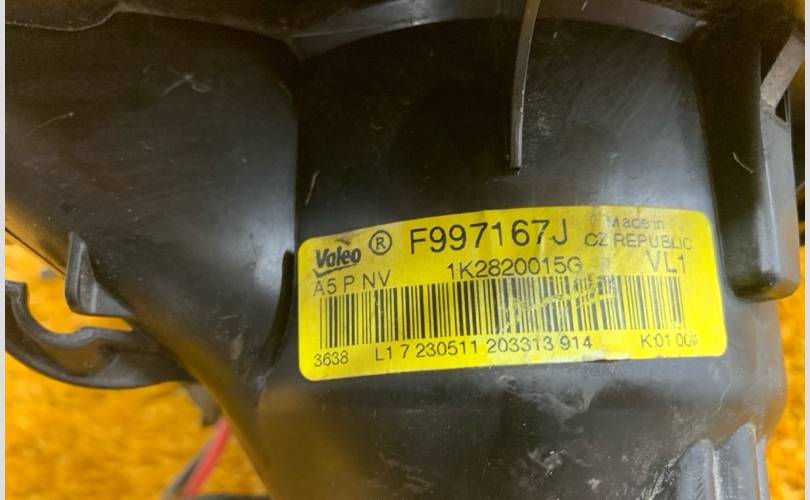 Valeo ® F997167J Made in
CZ REPUBLIC
A5 P NV 1K2820015G VL1
3638 L1 7 230511 203313 914 K:01 00